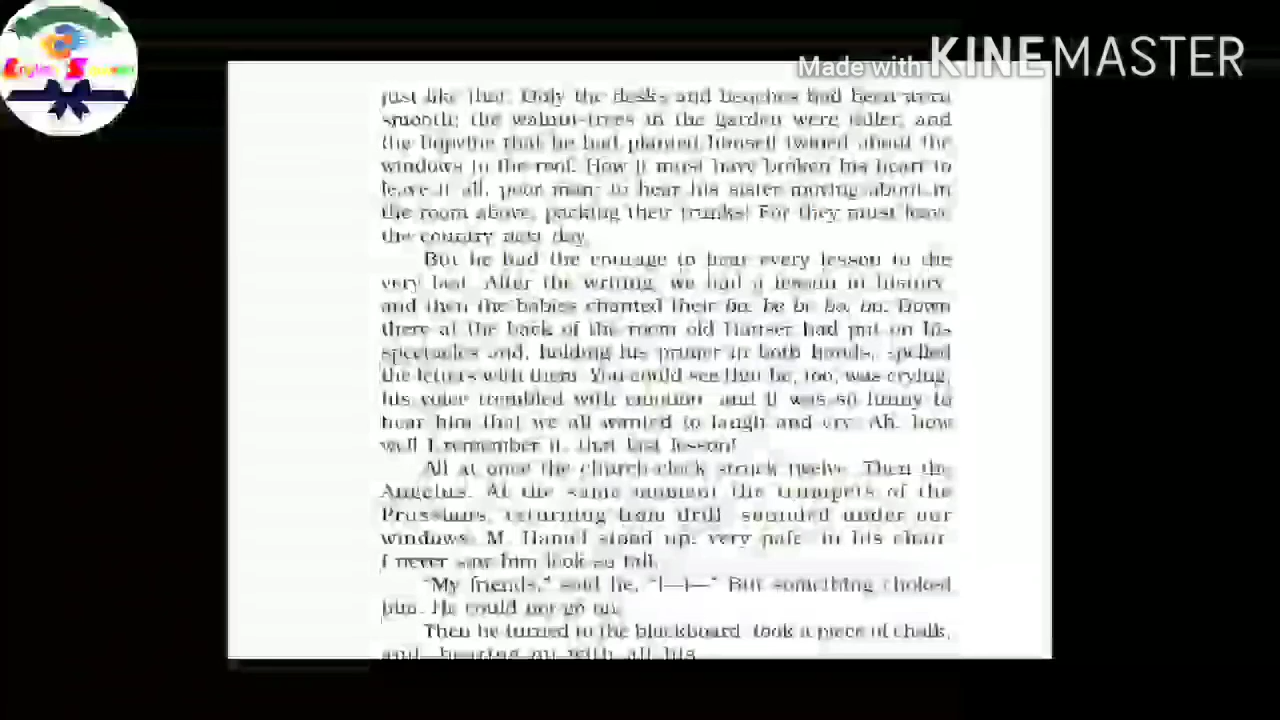 Made with KINEMASTER
just like that. Only the desks and benches had been worn
smooth; the walnut-trees in the garden were taller, and
the hopvine that he had planted himself twined about the
windows to the roof. How it must have broken his heart to
leave it all, poor man; to hear his sister moving about in
the room above, packing their trunks! For they must leave
the country next day.
But he had the courage to hear every lesson to the
very last. After the writing, we had a lesson in history,
and then the babies chanted their ba, be bi, bo, bu. Down
there at the back of the room old Hauser had put on his
spectacles and, holding his primer in both hands, spelled
the letters with them. You could see that he, too, was crying;
his voice trembled with emotion, and it was so funny to
hear him that we all wanted to laugh and cry. Ah, how
well I remember it, that last lesson!
All at once the church-clock struck twelve. Then the
Angelus. At the same moment the trumpets of the
Prussians, returning from drill, sounded under our
windows. M. Hamel stood up, very pale, in his chair.
I never saw him look so tall.
“My friends,” said he, “I—I—” But something choked
him. He could not go on.
Then he turned to the blackboard, took a piece of chalk,
and, bearing on with all his